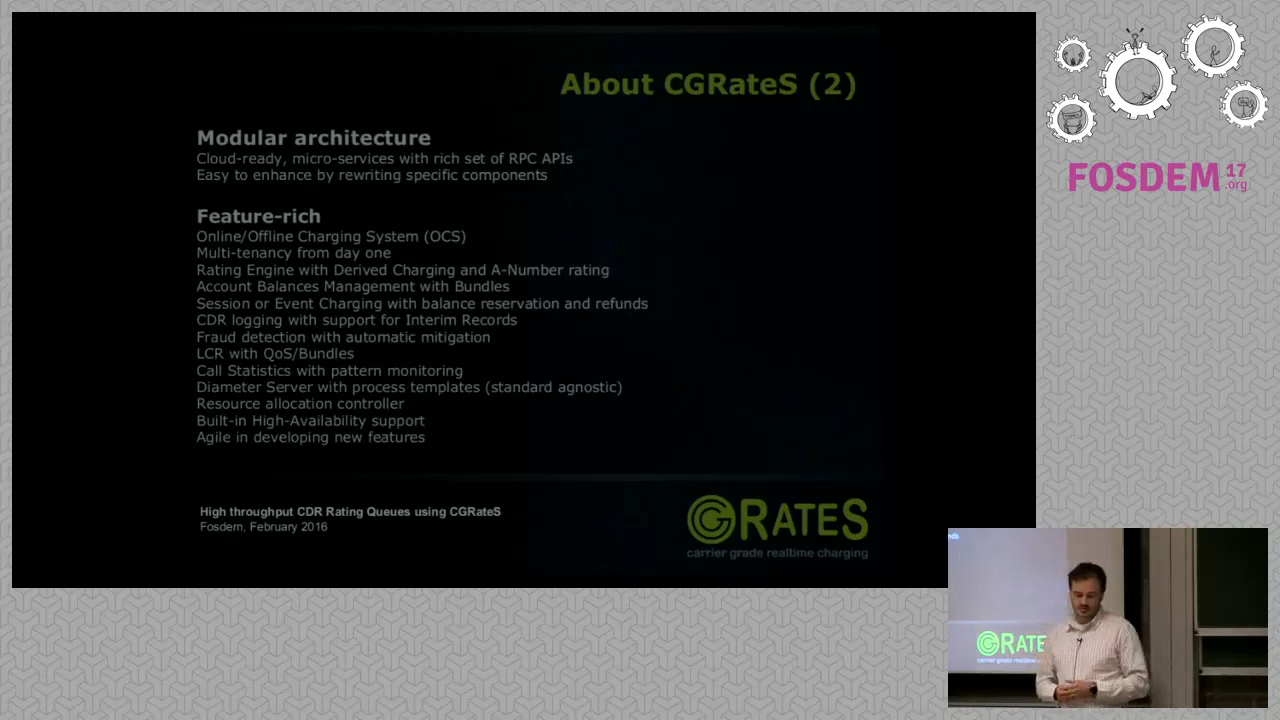 About CGRateS (2)
Modular architecture
Cloud-ready, micro-services with rich set of RPC APIs
Easy to enhance by rewriting specific components
Feature-rich
Online/Offline Charging System (OCS)
Multi-tenancy from day one
Rating Engine with Derived Charging and A-Number rating
Account Balances Management with Bundles
Session or Event Charging with balance reservation and refunds
CDR logging with support for Interim Records
Fraud detection with automatic mitigation
LCR with QoS/Bundles
Call Statistics with pattern monitoring
Diameter Server with process templates (standard agnostic)
Resource allocation controller
Built-in High-Availability support
Agile in developing new features
High throughput CDR Rating Queues using CGRateS
Fosdem, February 2016
CGRATES
carrier grade realtime charging
FOSDEM 17
.org
nds
GRATE
carrier grade realtime